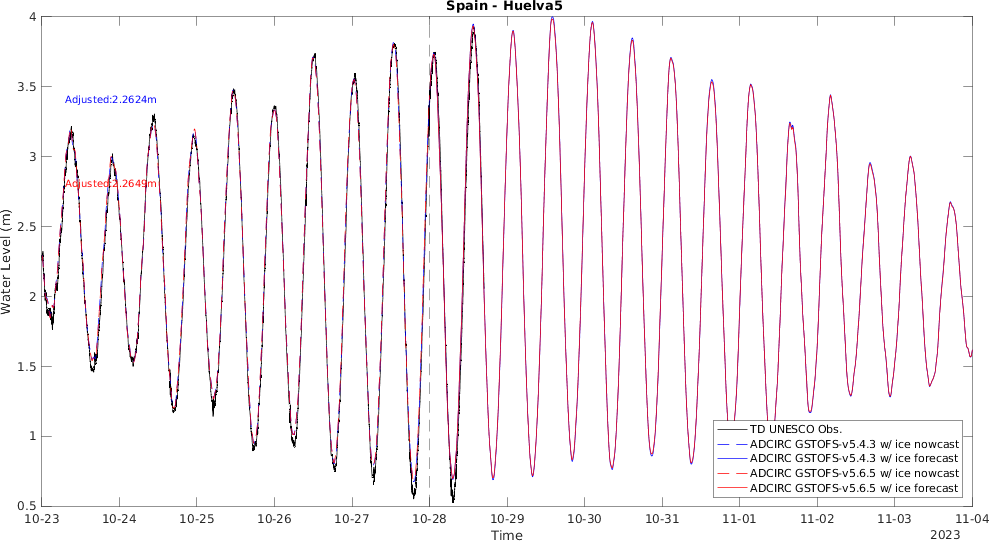 Spain - Huelva5
4
3.5
3
2.5
2
1.5
1
0.5
Water Level (m)
Adjusted:2.2624m
Adjusted:2.2649m
TD UNESCO Obs.
ADCIRC GSTOFS-v5.4.3 w/ ice nowcast
ADCIRC GSTOFS-v5.4.3 w/ ice forecast
ADCIRC GSTOFS-v5.6.5 w/ ice nowcast
ADCIRC GSTOFS-v5.6.5 w/ ice forecast
10-23 10-24 10-25 10-26 10-27 10-28 10-29 10-30 10-31 11-01 11-02 11-03 11-04
Time
2023